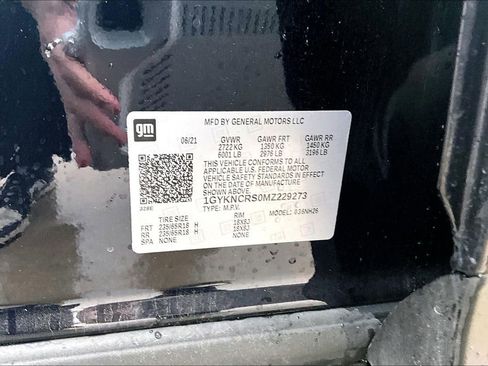 gm
MFD BY GENERAL MOTORS LLC
06/21 GVWR GAWR FRT GAWR RR
2722 KG 1350 KG 1450 KG
6001 LB 2976 LB 3196 LB
THIS VEHICLE CONFORMS TO ALL
APPLICABLE U.S. FEDERAL MOTOR
VEHICLE SAFETY STANDARDS IN EFFECT
ON THE DATE OF MANUFACTURE
SHOWN ABOVE.
1GYKNCRS0MZ229273
TYPE: M.P.V. MODEL: 6NH26
TIRE SIZE RIM
FRT 235/65R18 H 18X8J
RR 235/65R18 H 18X8J
SPA NONE NONE